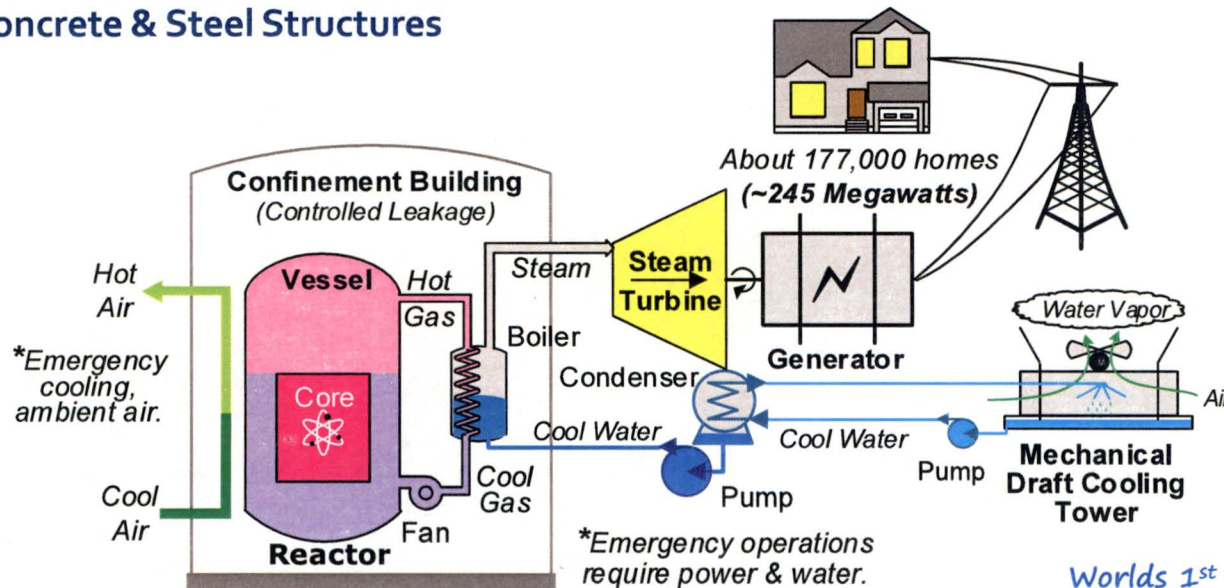 oncrete & Steel Structures
About 177,000 homes
(~245 Megawatts)
Confinement Building
(Controlled Leakage)
Hot
Air
*Emergency
cooling,
ambient air.
Cool
Air
Vessel
Core
Reactor
Hot
Gas
Fan
Cool
Gas
Boiler
Steam
Steam
Turbine
Generator
Condenser
Cool Water
Pump
*Emergency operations
require power & water.
Cool Water
Pump
Water Vapor
Air
Mechanical
Draft Cooling
Tower
Worlds 1st